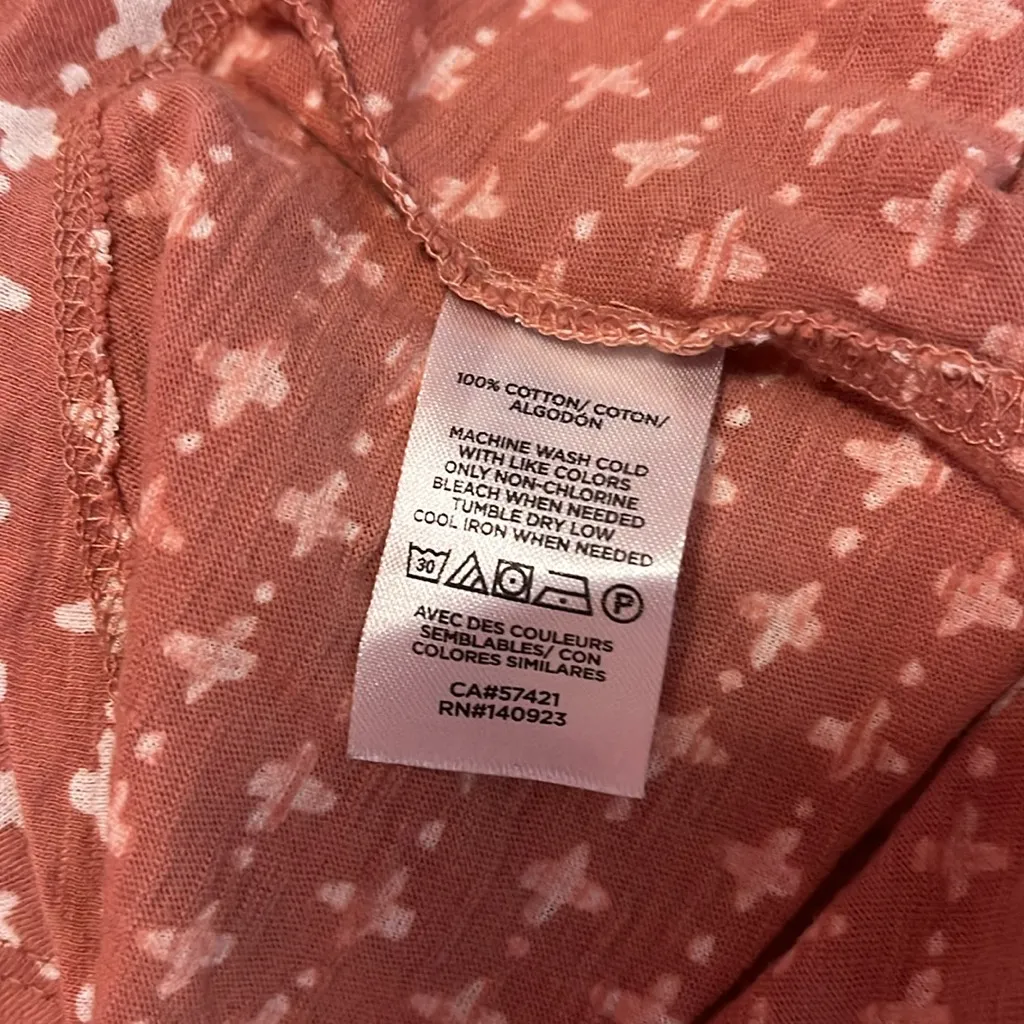 100% COTTON/ COTON/
ALGODÓN
MACHINE WASH COLD
WITH LIKE COLORS
ONLY NON-CHLORINE
BLEACH WHEN NEEDED
TUMBLE DRY LOW
COOL IRON WHEN NEEDED
30 P
AVEC DES COULEURS
SEMBLABLES/ CON
COLORES SIMILARES
CA#57421
RN#140923